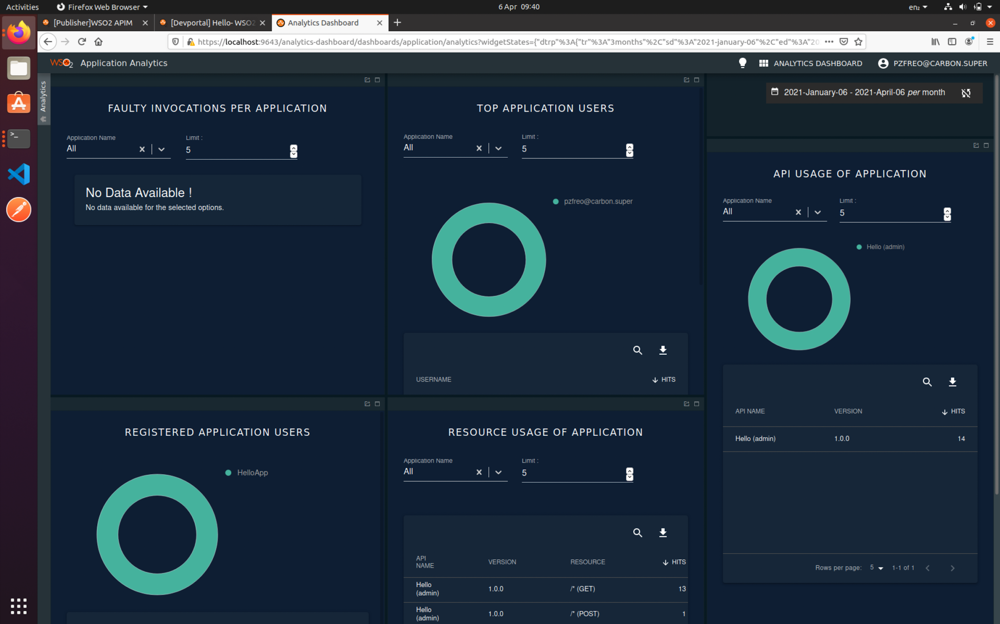 Activities
Firefox Web Browser
6 Apr 09:40
en₂
[Publisher]WSO2 APIM
[Devportal] Hello- WSO2
Analytics Dashboard
https://localhost:9643/analytics-dashboard/dashboards/application/analytics?widgetStates={"dtrp"%3A{"tr"%3A"3months"%2C"sd"%3A"2021-january-06"%2C"ed"%3A"20
WSO2
Application Analytics
ANALYTICS DASHBOARD
PZFREO@CARBON.SUPER
Analytics
2021-January-06 - 2021-April-06 per month
FAULTY INVOCATIONS PER APPLICATION
Application Name
All
Limit :
5
No Data Available !
No data available for the selected options.
TOP APPLICATION USERS
Application Name
All
Limit :
5
pzfreo@carbon.super
USERNAME
HITS
API USAGE OF APPLICATION
Application Name
All
Limit :
5
Hello (admin)
API NAME
VERSION
HITS
Hello (admin)
1.0.0
14
Rows per page:
5
1-1 of 1
REGISTERED APPLICATION USERS
HelloApp
RESOURCE USAGE OF APPLICATION
Application Name
All
Limit :
5
API
NAME
VERSION
RESOURCE
HITS
Hello
(admin)
1.0.0
/* (GET)
13
Hello
(admin)
1.0.0
/* (POST)
1